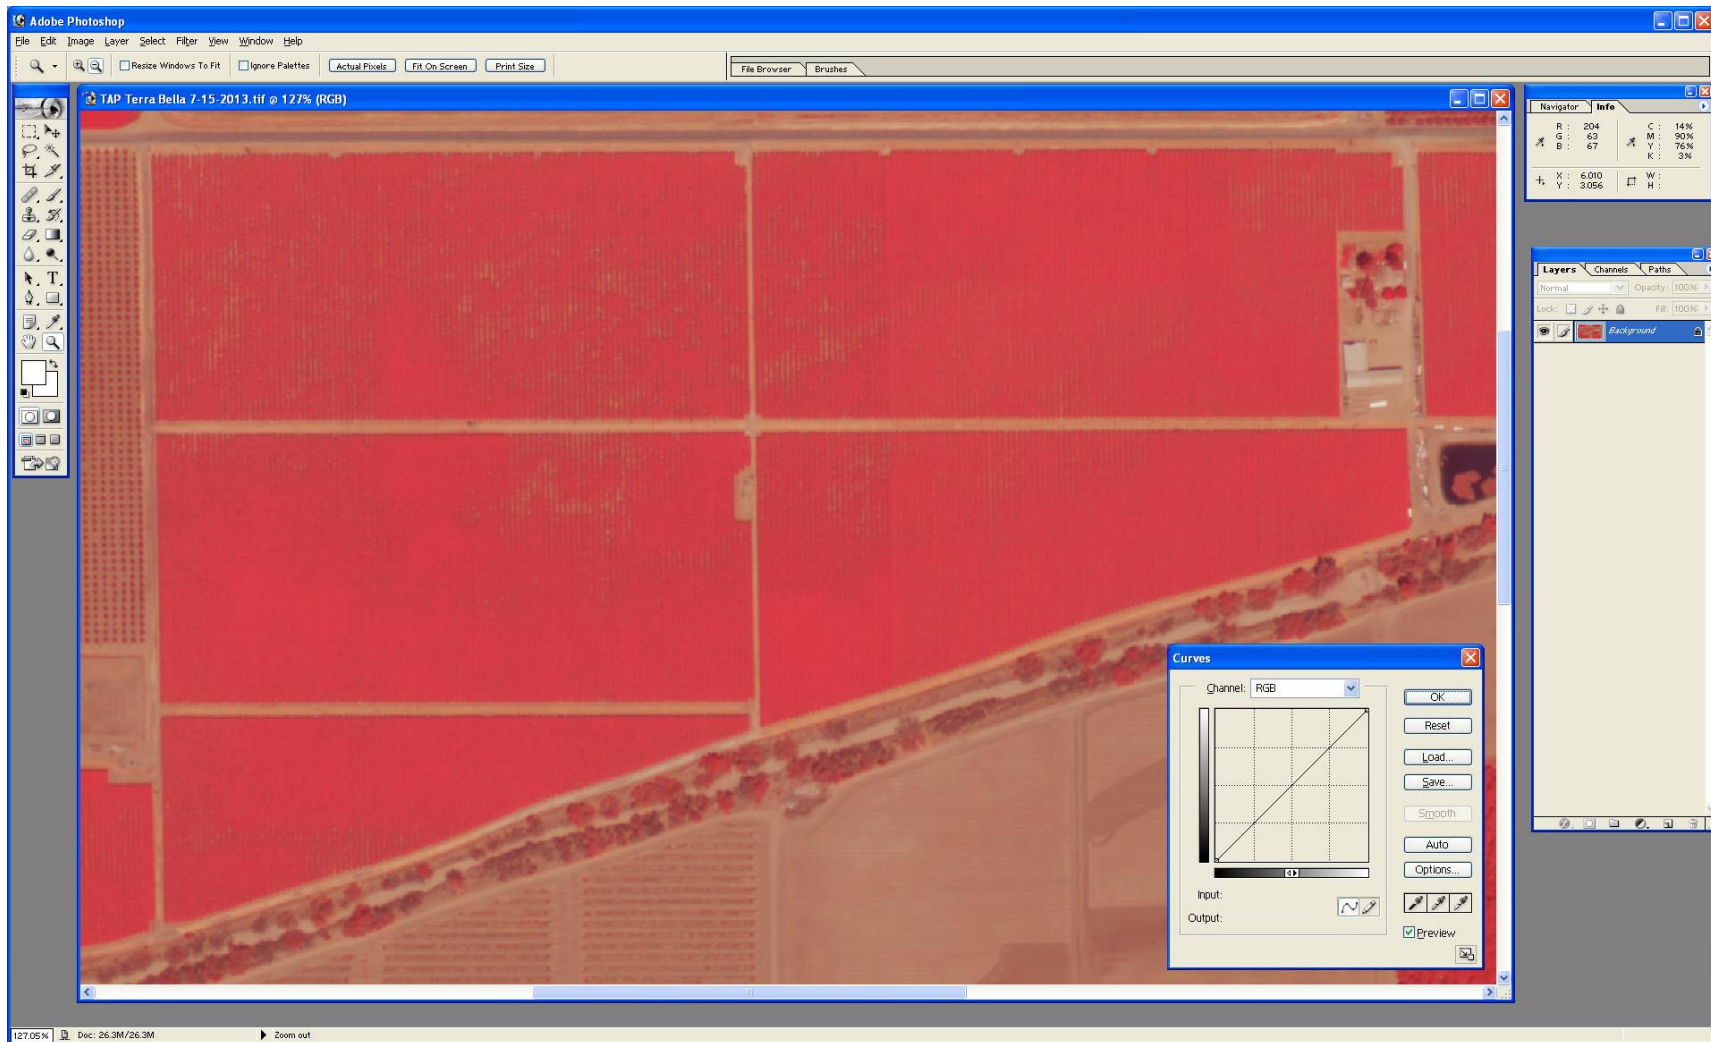 Adobe Photoshop
File Edit Image Layer Select Filter View Window Help
Resize Windows To Fit Ignore Palettes Actual Pixels Fit On Screen Print Size File Browser Brushes
TAP Terra Bella 7-15-2013.tif @ 127% (RGB)
Navigator Info
R : 204 C : 14%
G : 63 M : 90%
B : 67 Y : 76%
K : 3%
X : 6.010 W :
Y : 3.056 H :
Layers Channels Paths
Normal Opacity: 100%
Lock: Fill: 100%
Background
Curves
Channel: RGB
OK
Reset
Load...
Save...
Smooth
Auto
Options...
Input:
Output:
Preview
127.05% Doc: 26.3M/26.3M Zoom out